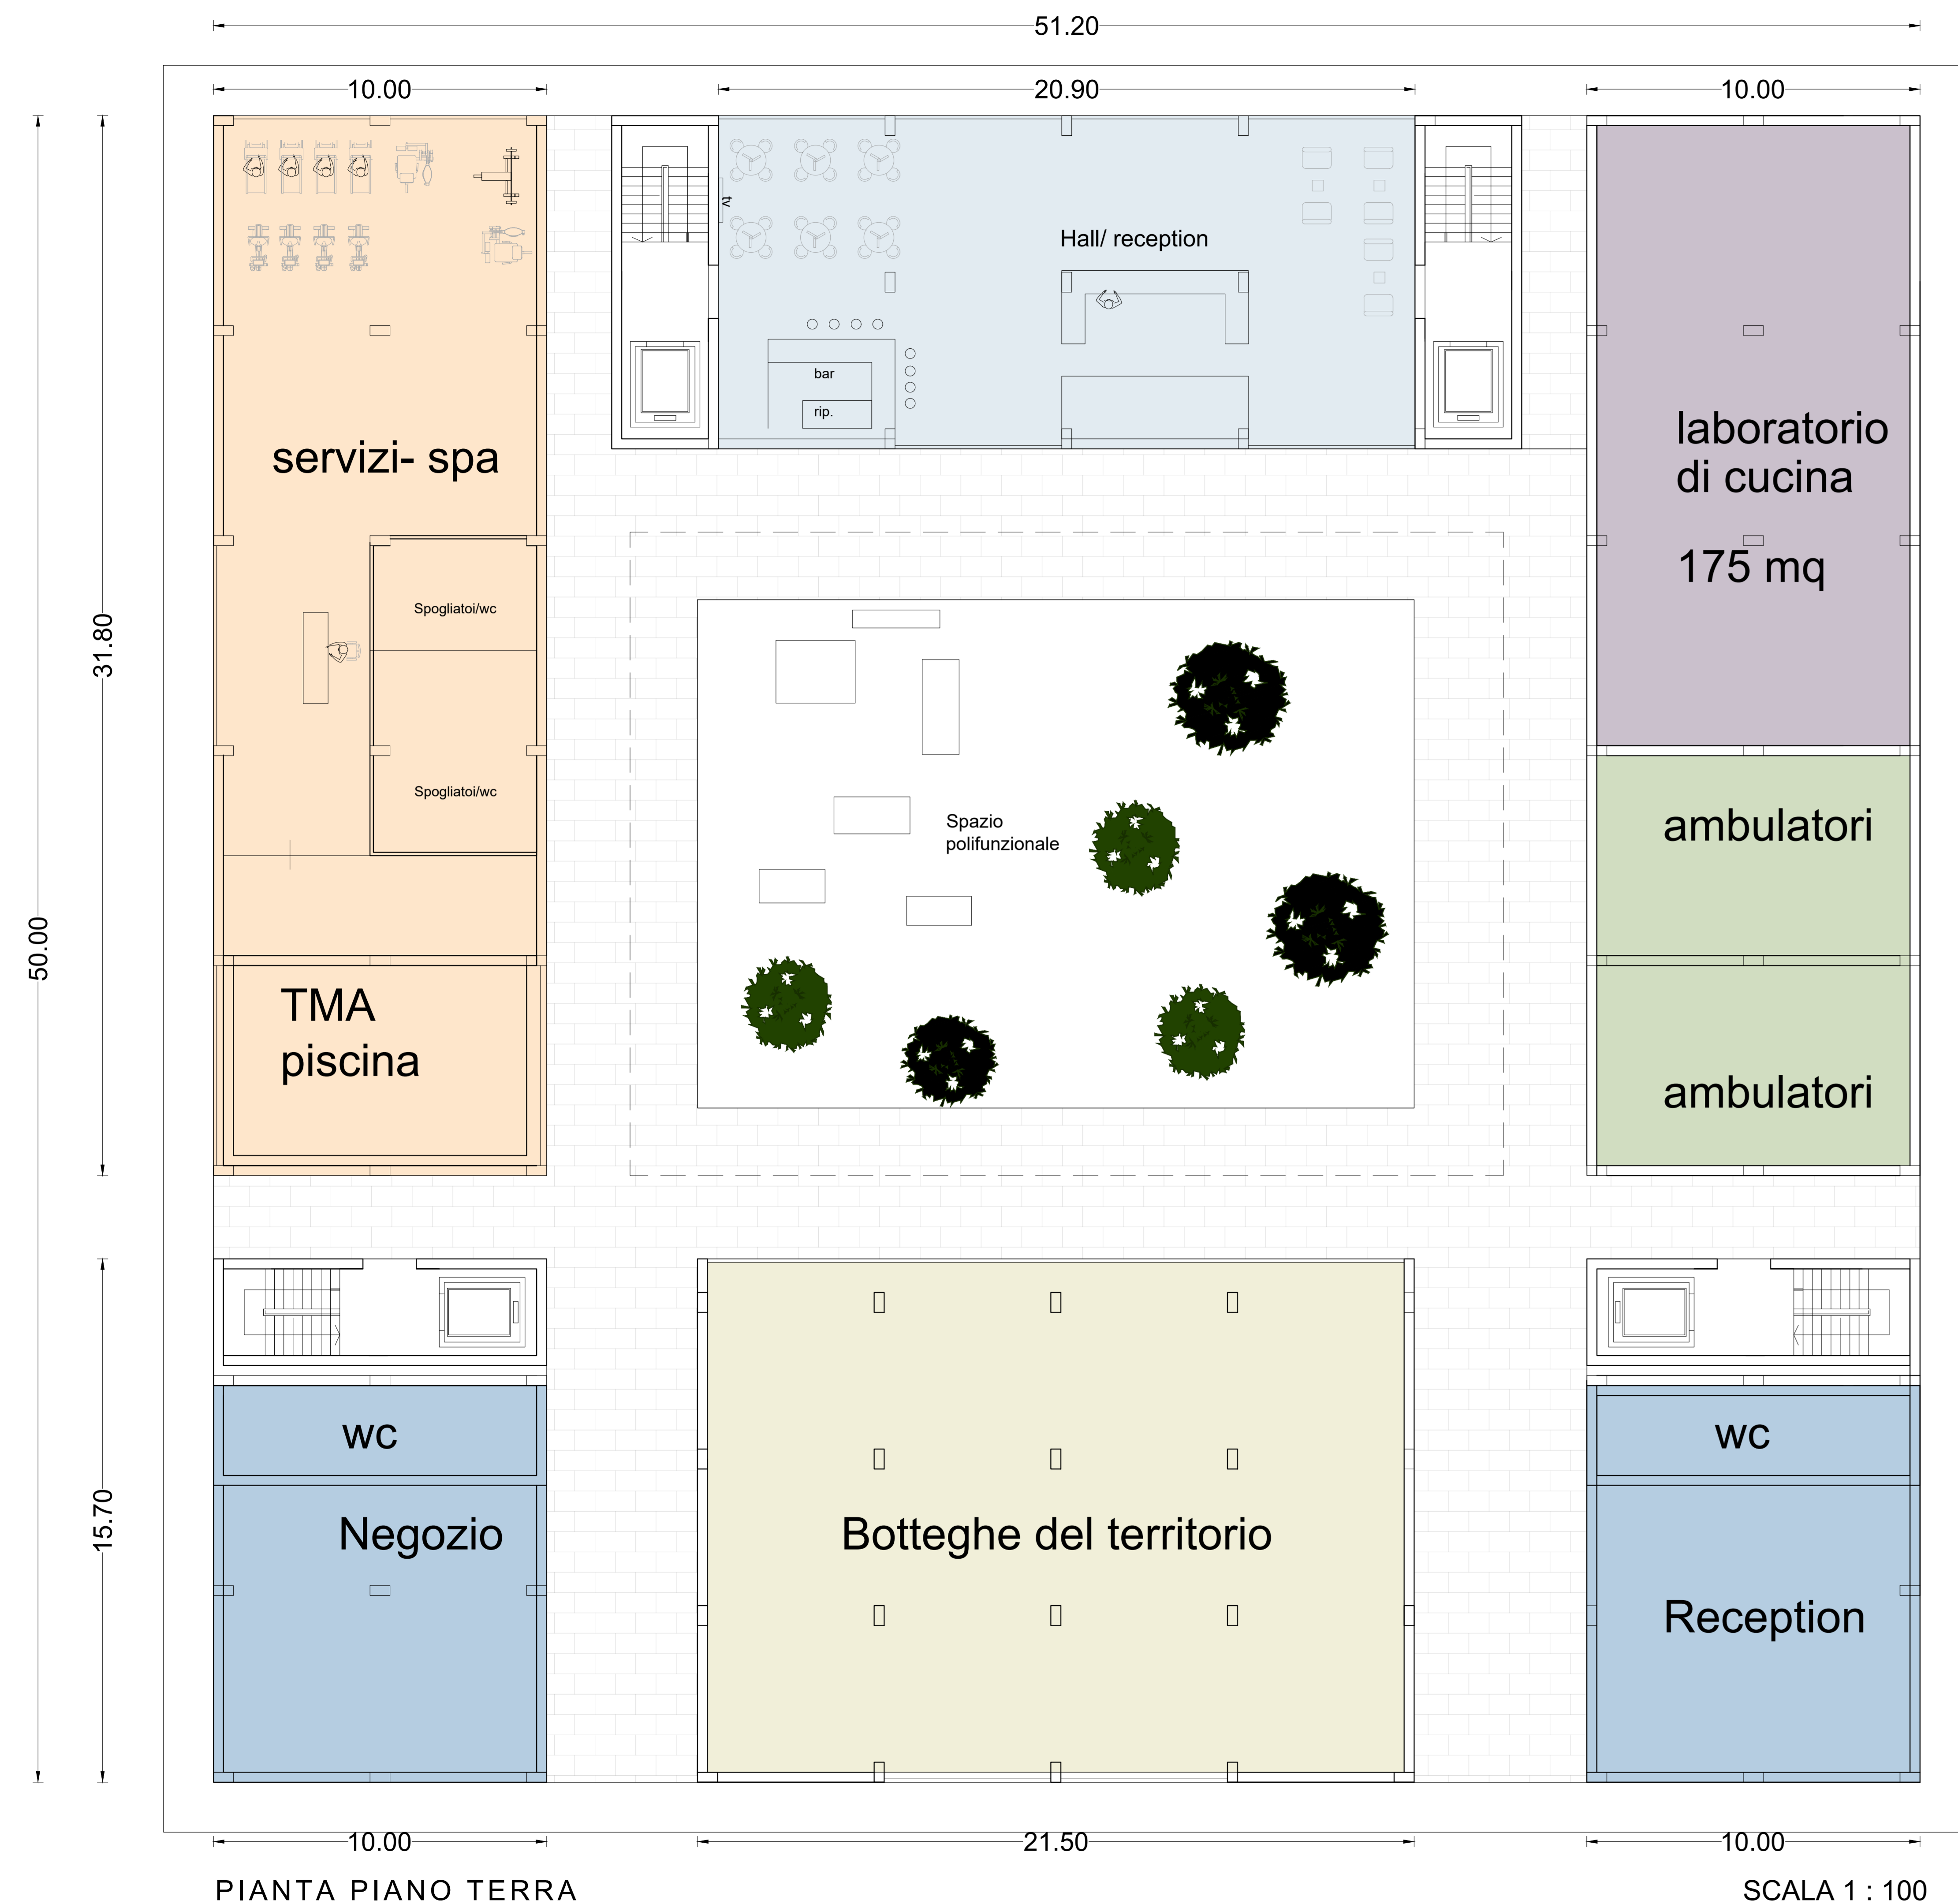 51.20
10.00
20.90
10.00
tv
Hall/ reception
bar
rip.
servizi- spa
laboratorio
di cucina
175 mq
Spogliatoi/wc
31.80
Spogliatoi/wc
Spazio
polifunzionale
ambulatori
50.00
TMA
piscina
ambulatori
wc
wc
15.70
Negozio
Botteghe del territorio
Reception
10.00
21.50
10.00
PIANTA PIANO TERRA
SCALA 1 : 100